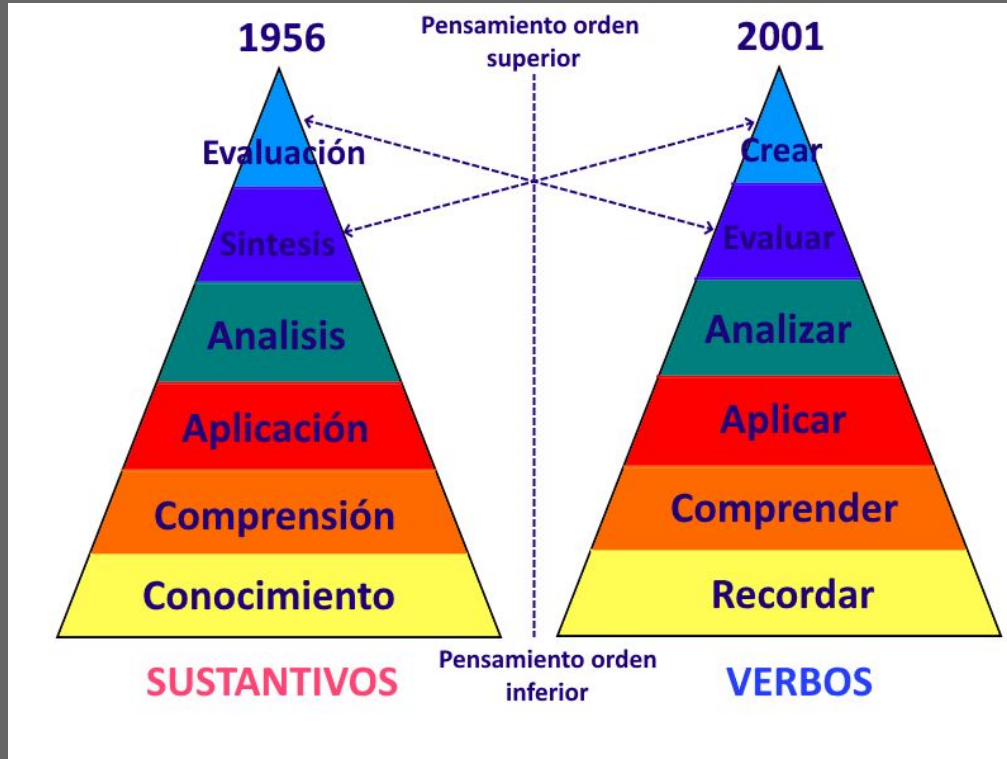 1956
Pensamiento orden
superior
2001
Evaluación
Sintesis
Analisis
Aplicación
Comprensión
Conocimiento
Crear
Evaluar
Analizar
Aplicar
Comprender
Recordar
SUSTANTIVOS
Pensamiento orden
inferior
VERBOS